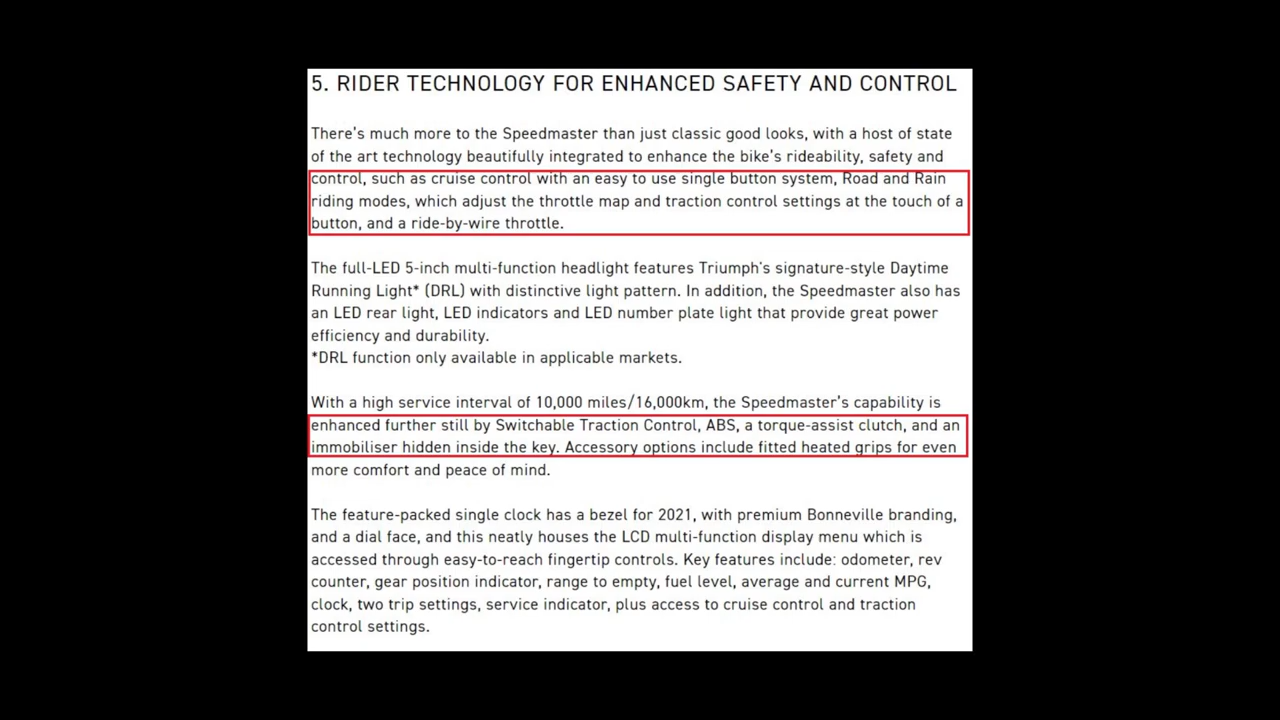 5. RIDER TECHNOLOGY FOR ENHANCED SAFETY AND CONTROL
There's much more to the Speedmaster than just classic good looks, with a host of state
of the art technology beautifully integrated to enhance the bike's rideability, safety and
control, such as cruise control with an easy to use single button system, Road and Rain
riding modes, which adjust the throttle map and traction control settings at the touch of a
button, and a ride-by-wire throttle.
The full-LED 5-inch multi-function headlight features Triumph's signature-style Daytime
Running Light* (DRL) with distinctive light pattern. In addition, the Speedmaster also has
an LED rear light, LED indicators and LED number plate light that provide great power
efficiency and durability.
*DRL function only available in applicable markets.
With a high service interval of 10,000 miles/16,000km, the Speedmaster's capability is
enhanced further still by Switchable Traction Control, ABS, a torque-assist clutch, and an
immobiliser hidden inside the key. Accessory options include fitted heated grips for even
more comfort and peace of mind.
The feature-packed single clock has a bezel for 2021, with premium Bonneville branding,
and a dial face, and this neatly houses the LCD multi-function display menu which is
accessed through easy-to-reach fingertip controls. Key features include: odometer, rev
counter, gear position indicator, range to empty, fuel level, average and current MPG,
clock, two trip settings, service indicator, plus access to cruise control and traction
control settings.